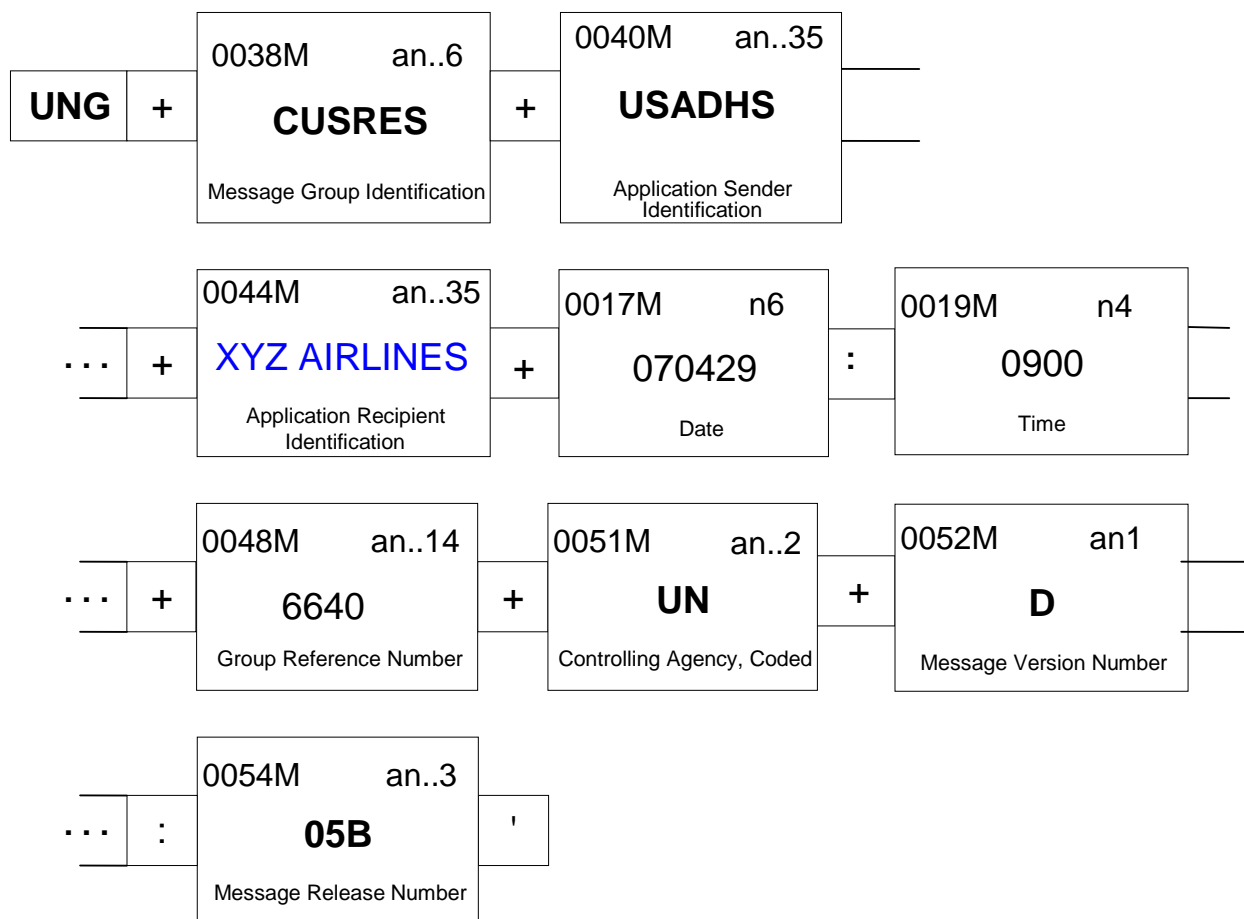 0038M an..6 0040M an..35
UNG + CUSRES + USADHS
Message Group Identification Application Sender
Identification
0044M an..35 0017M n6 0019M n4
... + XYZ AIRLINES + 070429 : 0900
Application Recipient
Identification Date Time
0048M an..14 0051M an..2 0052M an1
... + 6640 + UN + D
Group Reference Number Controlling Agency, Coded Message Version Number
0054M an..3
... : 05B '
Message Release Number